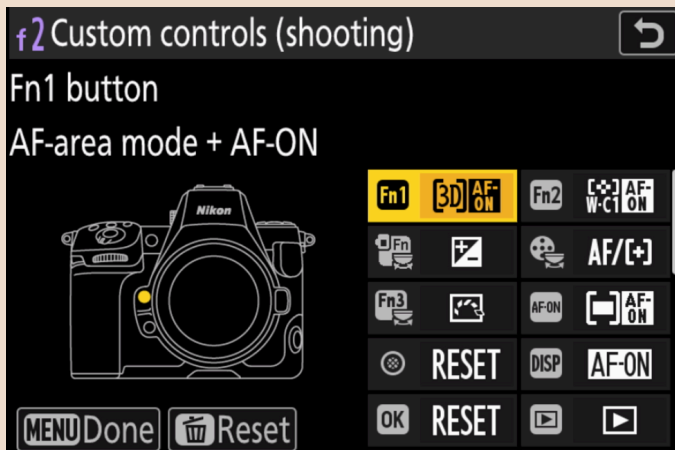 f2 Custom controls (shooting)
Fn1 button
AF-area mode + AF-ON
Nikon
Fn1 [3D] AF-ON Fn2 W-C1 AF-ON
Fn AF/[+]
Fn3 AF-ON AF-ON
RESET DISP AF-ON
OK RESET
MENU Done Reset